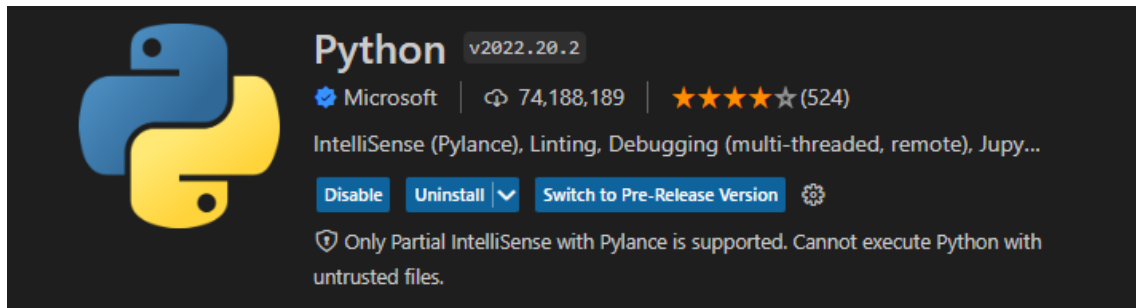 Python v2022.20.2
Microsoft 74,188,189 (524)
IntelliSense (Pylance), Linting, Debugging (multi-threaded, remote), Jupy...
Disable Uninstall Switch to Pre-Release Version
Only Partial IntelliSense with Pylance is supported. Cannot execute Python with
untrusted files.